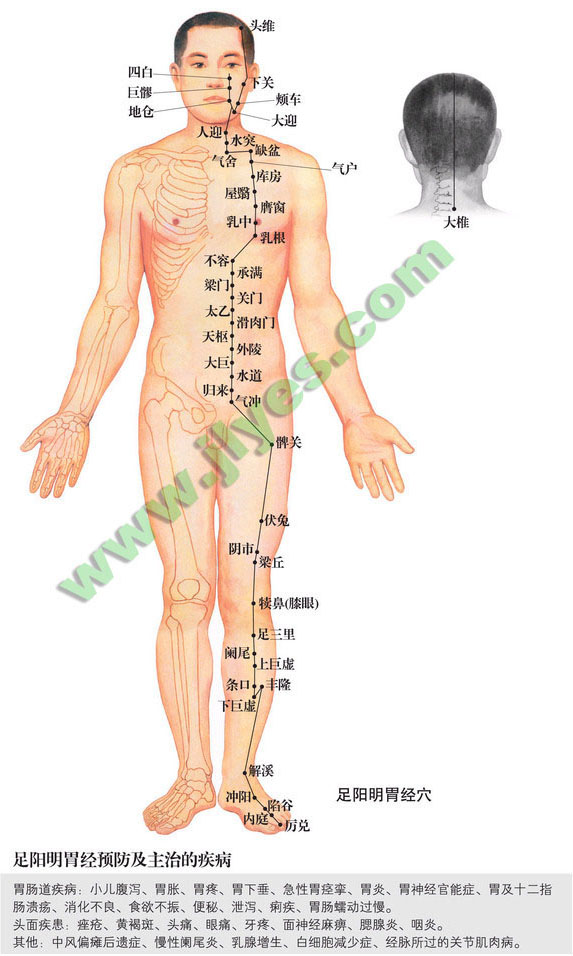 头维
四白
下关
巨髎
颊车
地仓
大迎
人迎
水突
缺盆
气舍
气户
库房
屋翳
膺窗
乳中
乳根
大椎
不容
承满
梁门
关门
太乙
滑肉门
天枢
外陵
大巨
水道
归来
气冲
髀关
伏兔
阴市
梁丘
犊鼻(膝眼)
足三里
阑尾
上巨虚
条口
丰隆
下巨虚
解溪
冲阳
陷谷
内庭
厉兑
足阳明胃经穴
www.jiyes.com
足阳明胃经预防及主治的疾病
胃肠道疾病：小儿腹泻、胃胀、胃疼、胃下垂、急性胃痉挛、胃炎、胃神经官能症、胃及十二指
肠溃疡、消化不良、食欲不振、便秘、泄泻、痢疾、胃肠蠕动过慢。
头面疾患：痤疮、黄褐斑、头痛、眼痛、牙疼、面神经麻痹、腮腺炎、咽炎。
其他：中风偏瘫后遗症、慢性阑尾炎、乳腺增生、白细胞减少症、经脉所过的关节肌肉病。